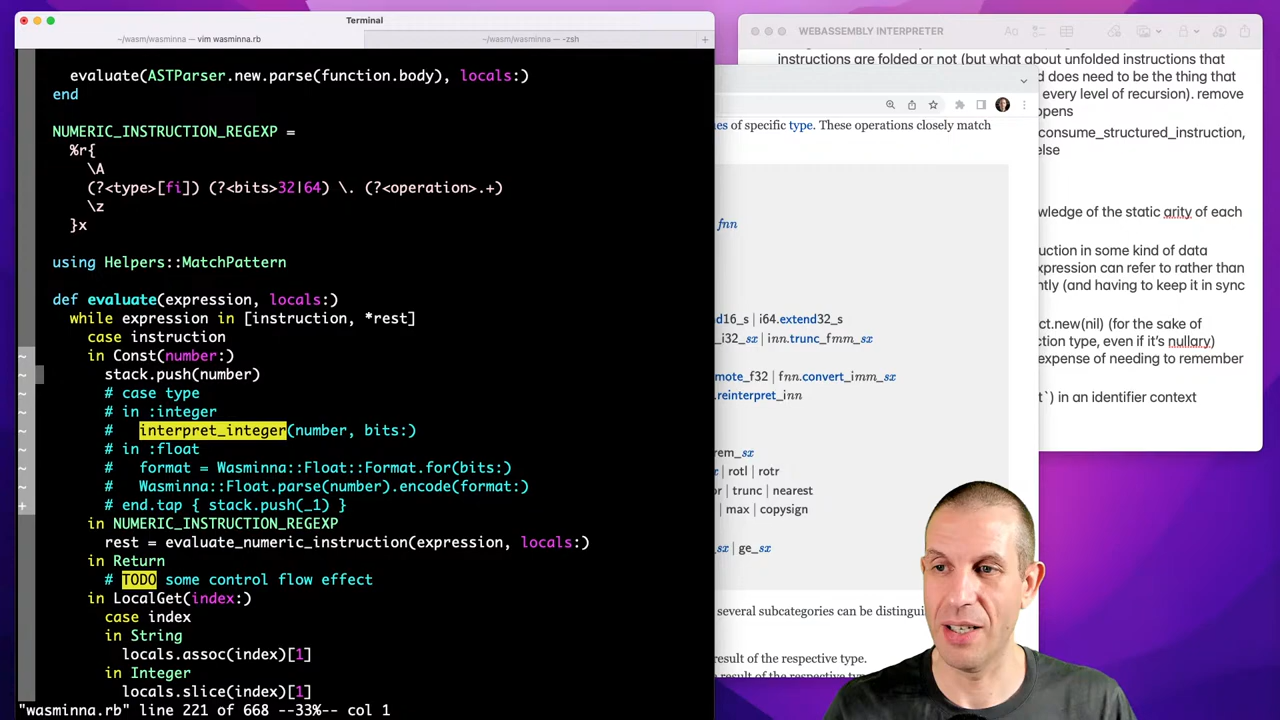 Terminal
~/wasm/wasminna — vim wasminna.rb
~/wasm/wasminna — -zsh
+
evaluate(ASTParser.new.parse(function.body), locals:)
end
NUMERIC_INSTRUCTION_REGEXP =
%r{
\A
(?<type>[fi]) (?<bits>32|64) \. (?<operation>.+)
\z
}x
using Helpers::MatchPattern
def evaluate(expression, locals:)
while expression in [instruction, *rest]
case instruction
~ in Const(number:)
~ stack.push(number)
~ # case type
~ # in :integer
~ # interpret_integer(number, bits:)
~ # in :float
~ # format = Wasminna::Float::Format.for(bits:)
~ # Wasminna::Float.parse(number).encode(format:)
+ # end.tap { stack.push(_1) }
in NUMERIC_INSTRUCTION_REGEXP
rest = evaluate_numeric_instruction(expression, locals:)
in Return
# TODO some control flow effect
in LocalGet(index:)
case index
in String
locals.assoc(index)[1]
in Integer
locals.slice(index)[1]
"wasminna.rb" line 221 of 668 --33%-- col 1
of specific type. These operations closely match
fnn
16_s | i64.extend32_s
_i32_sx | inn.trunc_fmm_sx
mote_f32 | fnn.convert_imm_sx
.reinterpret_inn
rem_sx
| rotl | rotr
or | trunc | nearest
| max | copysign
_sx | ge_sx
several subcategories can be distingui
result of the respective type.
WEBASSEMBLY INTERPRETER
Aa
instructions are folded or not (but what about unfolded instructions that
d does need to be the thing that
every level of recursion). remove
consume_structured_instruction,
else
wledge of the static arity of each
uction in some kind of data
expression can refer to rather than
ntly (and having to keep it in sync
ct.new(nil) (for the sake of
ction type, even if it's nullary)
expense of needing to remember
t`) in an identifier context